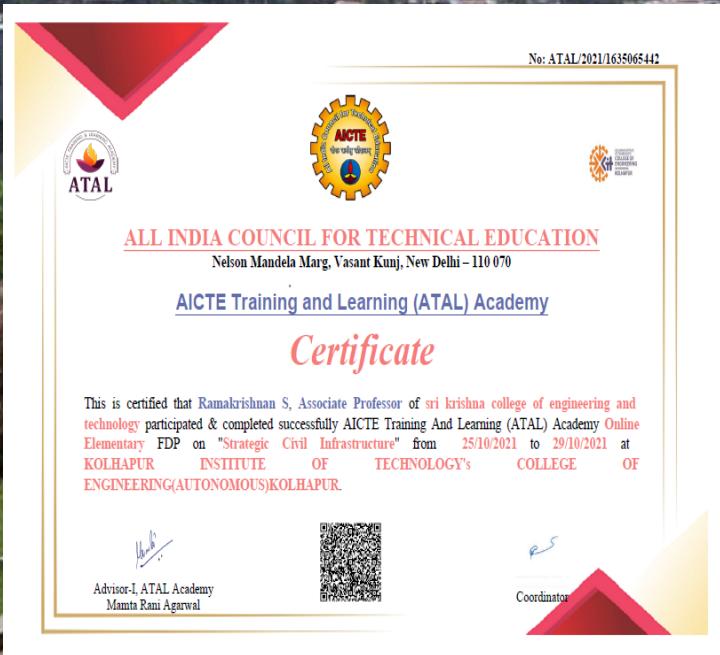 No: ATAL/2021/1635065442
AICTE
ATAL
COLLEGE OF
ENGINEERING
KOLHAPUR
ALL INDIA COUNCIL FOR TECHNICAL EDUCATION
Nelson Mandela Marg, Vasant Kunj, New Delhi – 110 070
AICTE Training and Learning (ATAL) Academy
Certificate
This is certified that Ramakrishnan S, Associate Professor of sri krishna college of engineering and
technology participated & completed successfully AICTE Training And Learning (ATAL) Academy Online
Elementary FDP on "Strategic Civil Infrastructure" from 25/10/2021 to 29/10/2021 at
KOLHAPUR INSTITUTE OF TECHNOLOGY's COLLEGE OF
ENGINEERING(AUTONOMOUS)KOLHAPUR.
Advisor-I, ATAL Academy
Mamta Rani Agarwal
Coordinator